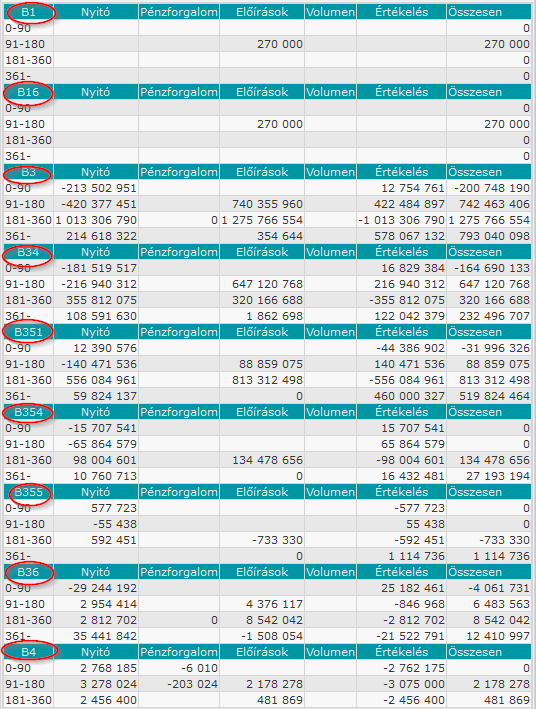 B1 Nyitó Pénzforgalom Előírások Volumen Értékelés Összesen
0-90 0
91-180 270 000 270 000
181-360 0
361- 0
B16 Nyitó Pénzforgalom Előírások Volumen Értékelés Összesen
0-90 0
91-180 270 000 270 000
181-360 0
361- 0
B3 Nyitó Pénzforgalom Előírások Volumen Értékelés Összesen
0-90 -213 502 951 12 754 761 -200 748 190
91-180 -420 377 451 740 355 960 422 484 897 742 463 406
181-360 1 013 306 790 0 1 275 766 554 -1 013 306 790 1 275 766 554
361- 214 618 322 354 644 578 067 132 793 040 098
B34 Nyitó Pénzforgalom Előírások Volumen Értékelés Összesen
0-90 -181 519 517 16 829 384 -164 690 133
91-180 -216 940 312 647 120 768 216 940 312 647 120 768
181-360 355 812 075 320 166 688 -355 812 075 320 166 688
361- 108 591 630 1 862 698 122 042 379 232 496 707
B351 Nyitó Pénzforgalom Előírások Volumen Értékelés Összesen
0-90 12 390 576 -44 386 902 -31 996 326
91-180 -140 471 536 88 859 075 140 471 536 88 859 075
181-360 556 084 961 813 312 498 -556 084 961 813 312 498
361- 59 824 137 0 460 000 327 519 824 464
B354 Nyitó Pénzforgalom Előírások Volumen Értékelés Összesen
0-90 -15 707 541 15 707 541 0
91-180 -65 864 579 65 864 579 0
181-360 98 004 601 134 478 656 -98 004 601 134 478 656
361- 10 760 713 0 16 432 481 27 193 194
B355 Nyitó Pénzforgalom Előírások Volumen Értékelés Összesen
0-90 577 723 -577 723 0
91-180 -55 438 55 438 0
181-360 592 451 -733 330 -592 451 -733 330
361- 0 1 114 736 1 114 736
B36 Nyitó Pénzforgalom Előírások Volumen Értékelés Összesen
0-90 -29 244 192 25 182 461 -4 061 731
91-180 2 954 414 4 376 117 -846 968 6 483 563
181-360 2 812 702 0 8 542 042 -2 812 702 8 542 042
361- 35 441 842 -1 508 054 -21 522 791 12 410 997
B4 Nyitó Pénzforgalom Előírások Volumen Értékelés Összesen
0-90 2 768 185 -6 010 -2 762 175 0
91-180 3 278 024 -203 024 2 178 278 -3 075 000 2 178 278
181-360 2 456 400 481 869 -2 456 400 481 869